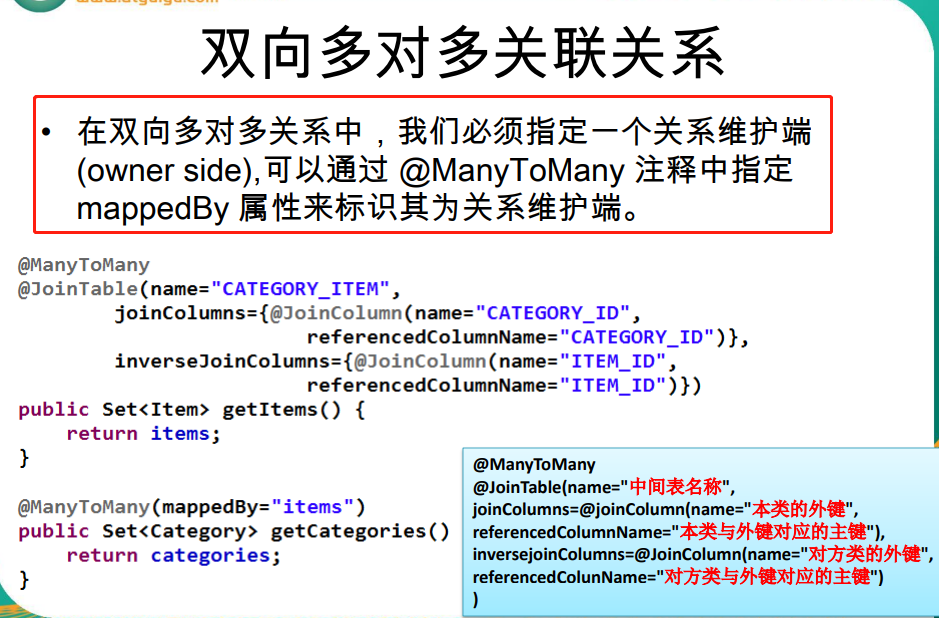 双向多对多关联关系
• 在双向多对多关系中，我们必须指定一个关系维护端
(owner side),可以通过 @ManyToMany 注释中指定
mappedBy 属性来标识其为关系维护端。
@ManyToMany
@JoinTable(name="CATEGORY_ITEM",
joinColumns={@JoinColumn(name="CATEGORY_ID",
referencedColumnName="CATEGORY_ID")},
inverseJoinColumns={@JoinColumn(name="ITEM_ID",
referencedColumnName="ITEM_ID")})
public Set<Item> getItems() {
return items;
}
@ManyToMany(mappedBy="items")
public Set<Category> getCategories()
return categories;
}
@ManyToMany
@JoinTable(name="中间表名称",
joinColumns=@joinColumn(name="本类的外键",
referencedColumnName="本类与外键对应的主键"),
inversejoinColumns=@JoinColumn(name="对方类的外键",
referencedColunName="对方类与外键对应的主键")
)